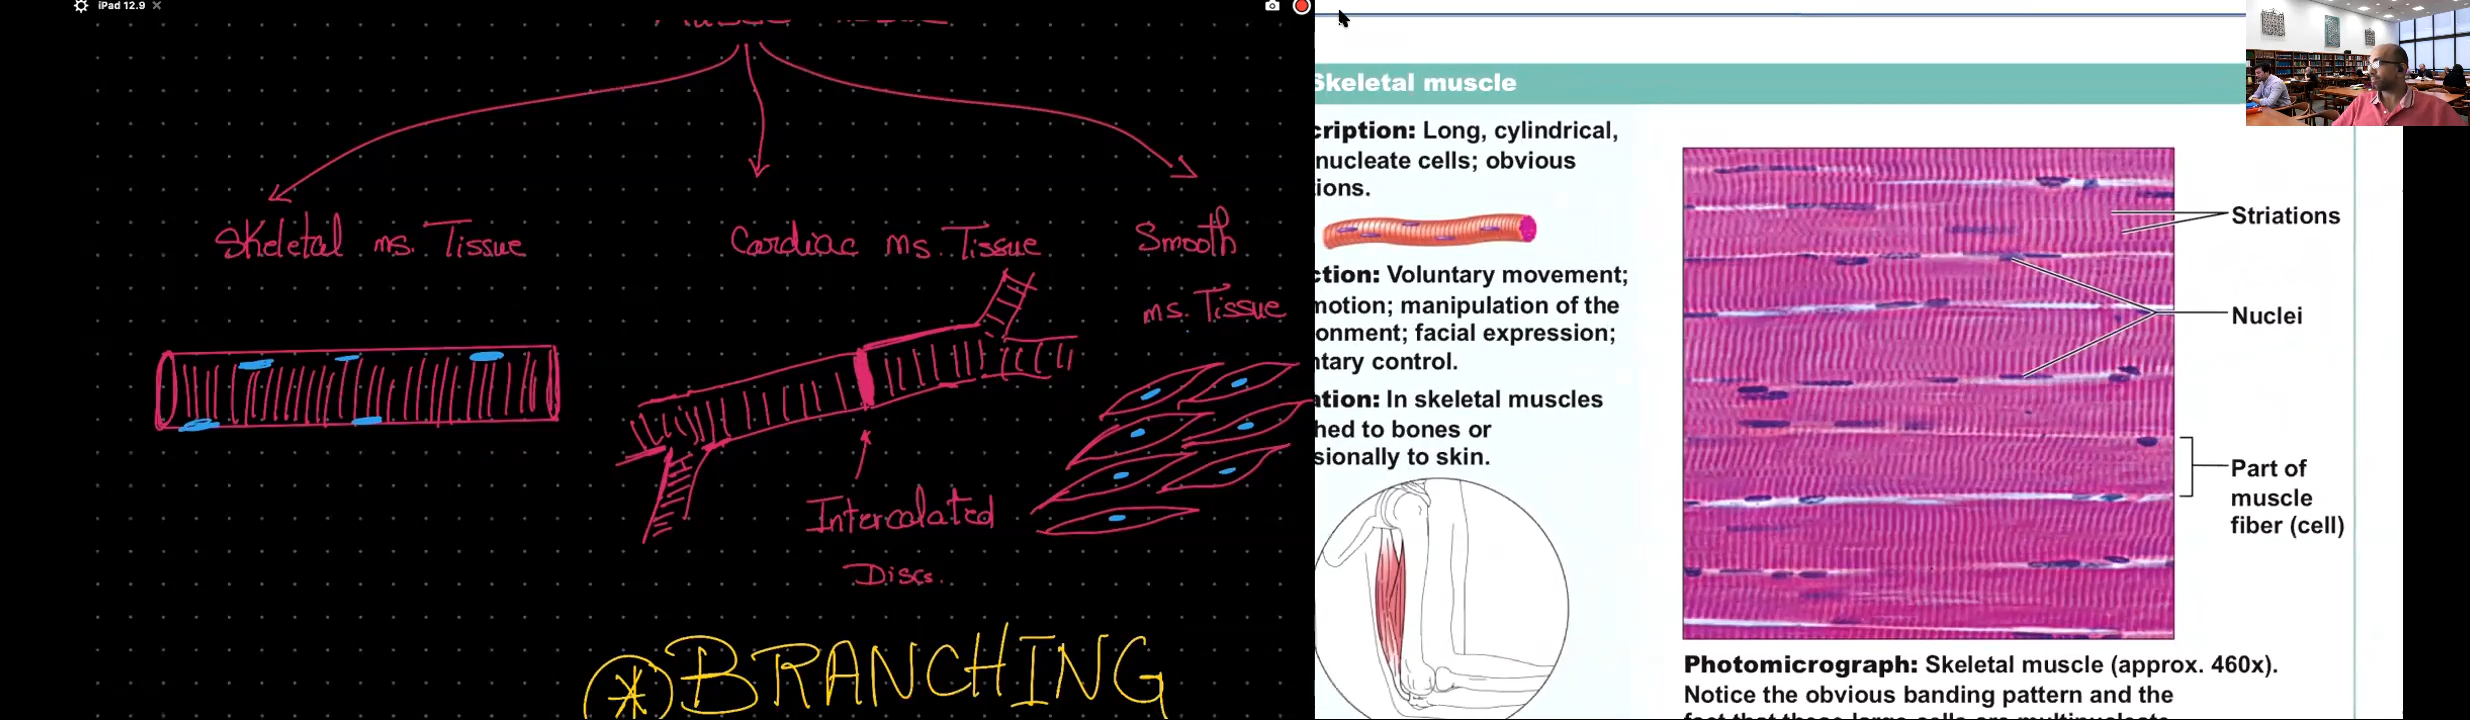 iPad 12.9
Skeletal ms. Tissue
Cardiac ms. Tissue
Smooth
ms. Tissue
Intercalated
Discs.
BRANCHING
Skeletal muscle
cription: Long, cylindrical,
nucleate cells; obvious
ions.
ction: Voluntary movement;
motion; manipulation of the
onment; facial expression;
ntary control.
ation: In skeletal muscles
hed to bones or
sionally to skin.
Striations
Nuclei
Part of
muscle
fiber (cell)
Photomicrograph: Skeletal muscle (approx. 460x).
Notice the obvious banding pattern and the